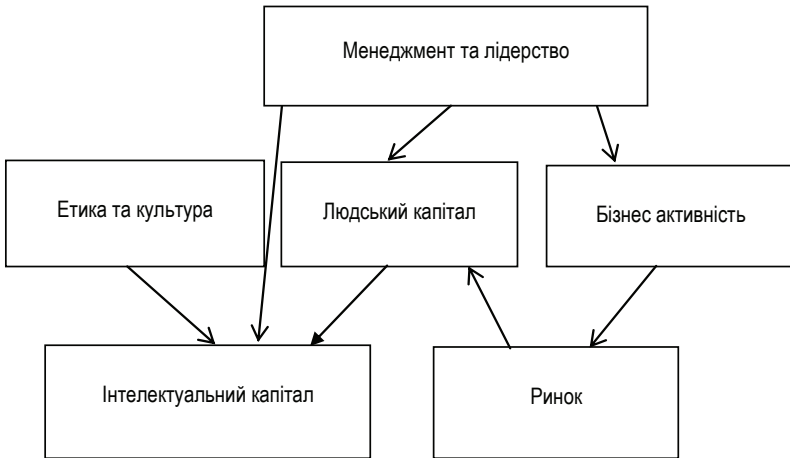 Менеджмент та лідерство
Етика та культура
Людський капітал
Бізнес активність
Інтелектуальний капітал
Ринок